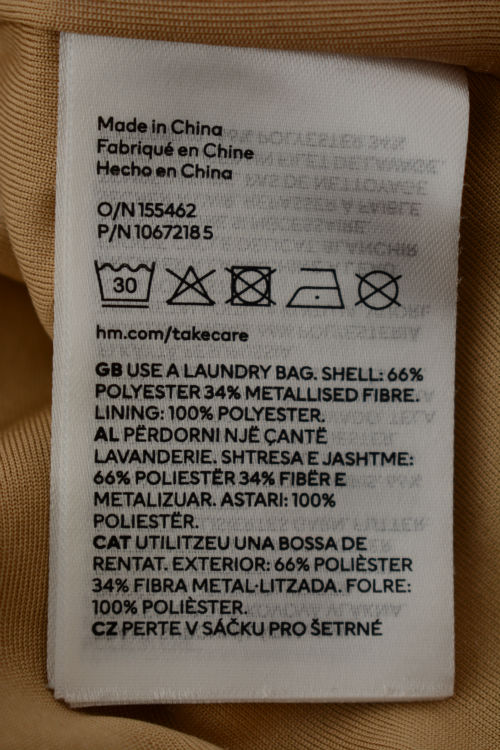 Made in China
Fabriqué en Chine
Hecho en China
O/N 155462
P/N 1067218 5
30
hm.com/takecare
GB USE A LAUNDRY BAG. SHELL: 66%
POLYESTER 34% METALLISED FIBRE.
LINING: 100% POLYESTER.
AL PËRDORNI NJË ÇANTË
LAVANDERIE. SHTRESA E JASHTME:
66% POLIESTËR 34% FIBËR E
METALIZUAR. ASTARI: 100%
POLIESTËR.
CAT UTILITZEU UNA BOSSA DE
RENTAT. EXTERIOR: 66% POLIÈSTER
34% FIBRA METAL·LITZADA. FOLRE:
100% POLIÈSTER.
CZ PERTE V SÁČKU PRO ŠETRNÉ